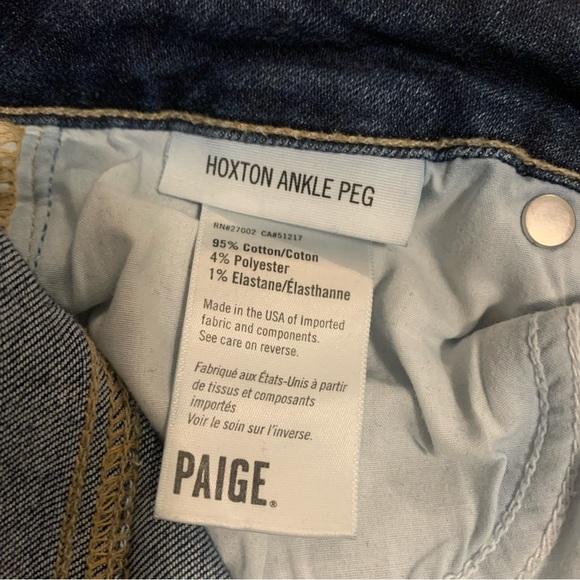 HOXTON ANKLE PEG
RN#27002 CA#51217
95% Cotton/Coton
4% Polyester
1% Elastane/Élasthanne
Made in the USA of Imported
fabric and components.
See care on reverse.
Fabriqué aux États-Unis à partir
de tissus et composants
importés
Voir le soin sur l'inverse.
PAIGE®